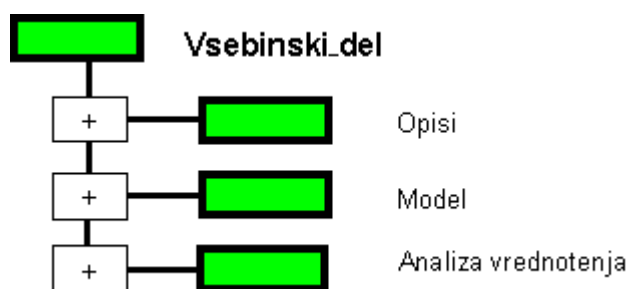 Vsebinski_del
+
Opisi
+
Model
+
Analiza vrednotenja